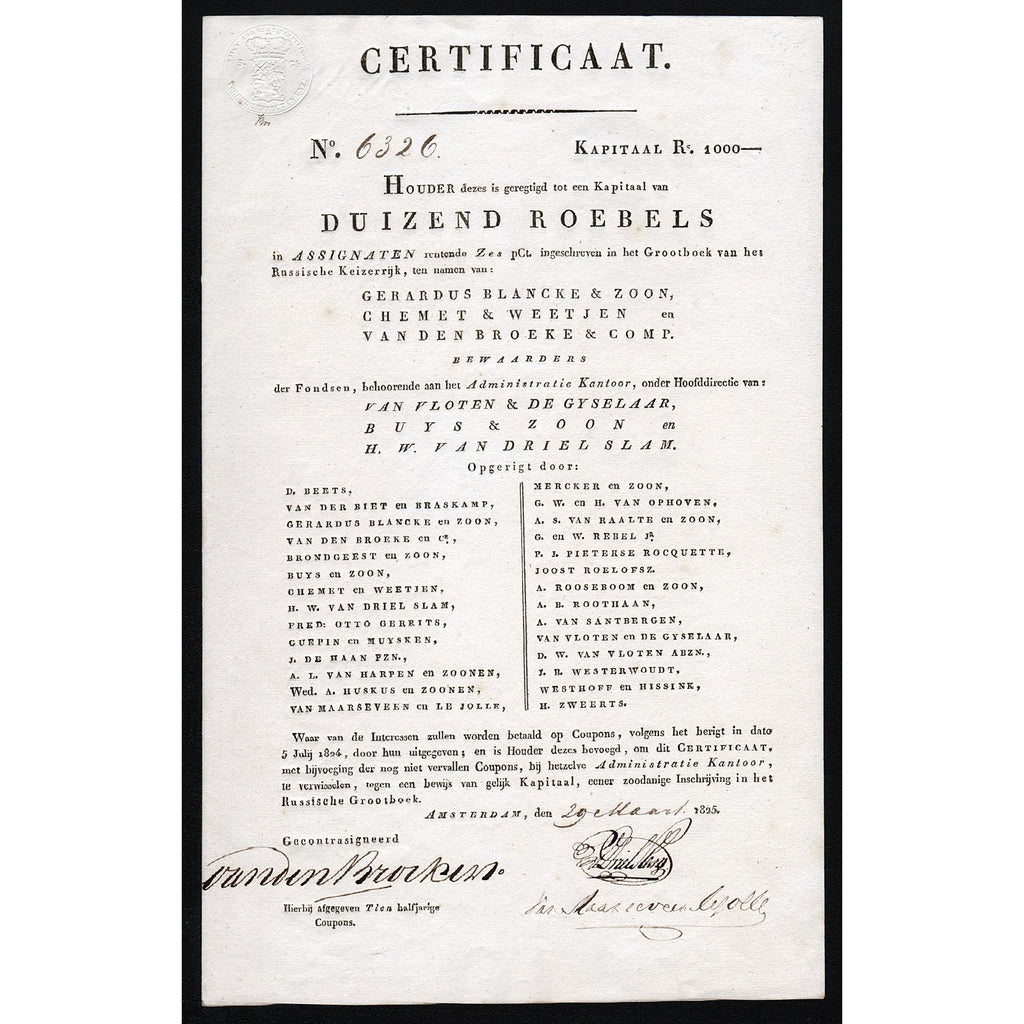 CERTIFICAAT.
Nº. 6326. KAPITAAL Rs. 1000—
HOUDER dezes is geregtigd tot een Kapitaal van
DUIZEND ROEBELS
in ASSIGNATEN rentende Zes pCt. ingeschreven in het Grootboek van het
Russische Keizerrijk, ten namen van:
GERARDUS BLANCKE & ZOON,
CHEMET & WEETJEN en
VAN DEN BROEKE & COMP.
BEWAARDERS
der Fondsen, behoorende aan het Administratie Kantoor, onder Hoofddirectie van:
VAN VLOTEN & DE GYSELAAR,
BUYS & ZOON en
H. W. VAN DRIEL SLAM.
Opgerigt door:
D. BEETS,
VAN DER BIET en BRASKAMP,
GERARDUS BLANCKE en ZOON,
VAN DEN BROEKE en Cº.,
BRONDGEEST en ZOON,
BUYS en ZOON,
CHEMET en WEETJEN,
H. W. VAN DRIEL SLAM,
FRED: OTTO GERRITS,
GUEPIN en MUYSKEN,
J. DE HAAN PZN.,
A. L. VAN HARPEN en ZOONEN,
Wed. A. HUSKUS en ZOONEN,
VAN MAARSEVEEN en LE JOLLE,
MERCKER en ZOON,
G. W. en H. VAN OPHOVEN,
A. S. VAN RAALTE en ZOON,
G. en W. REBEL JR.
P. J. PIETERSE ROCQUETTE,
JOOST ROELOFSZ.
A. ROOSEBOOM en ZOON,
A. B. ROOTHAAN,
A. VAN SANTBERGEN,
VAN VLOTEN en DE GYSELAAR,
D. W. VAN VLOTEN ABZN.,
J. B. WESTERWOUDT,
WESTHOFF en HISSINK,
H. ZWEERTS.
Waar van de Interessen zullen worden betaald op Coupons, volgens het berigt in dato
5 Julij 1824, door hun uitgegeven; en is Houder dezes bevoegd, om dit CERTIFICAAT,
met bijvoeging der nog niet vervallen Coupons, bij hetzelve Administratie Kantoor,
te verwisselen, tegen een bewijs van gelijk Kapitaal, eener zoodanige Inschrijving in het
Russische Grootboek.
AMSTERDAM, den 29 Maart 1825.
Gecontrasigneerd
van den Broeken.
Hierbij afgegeven Tien halfjarige
Coupons.
Maarseveen le Jolle